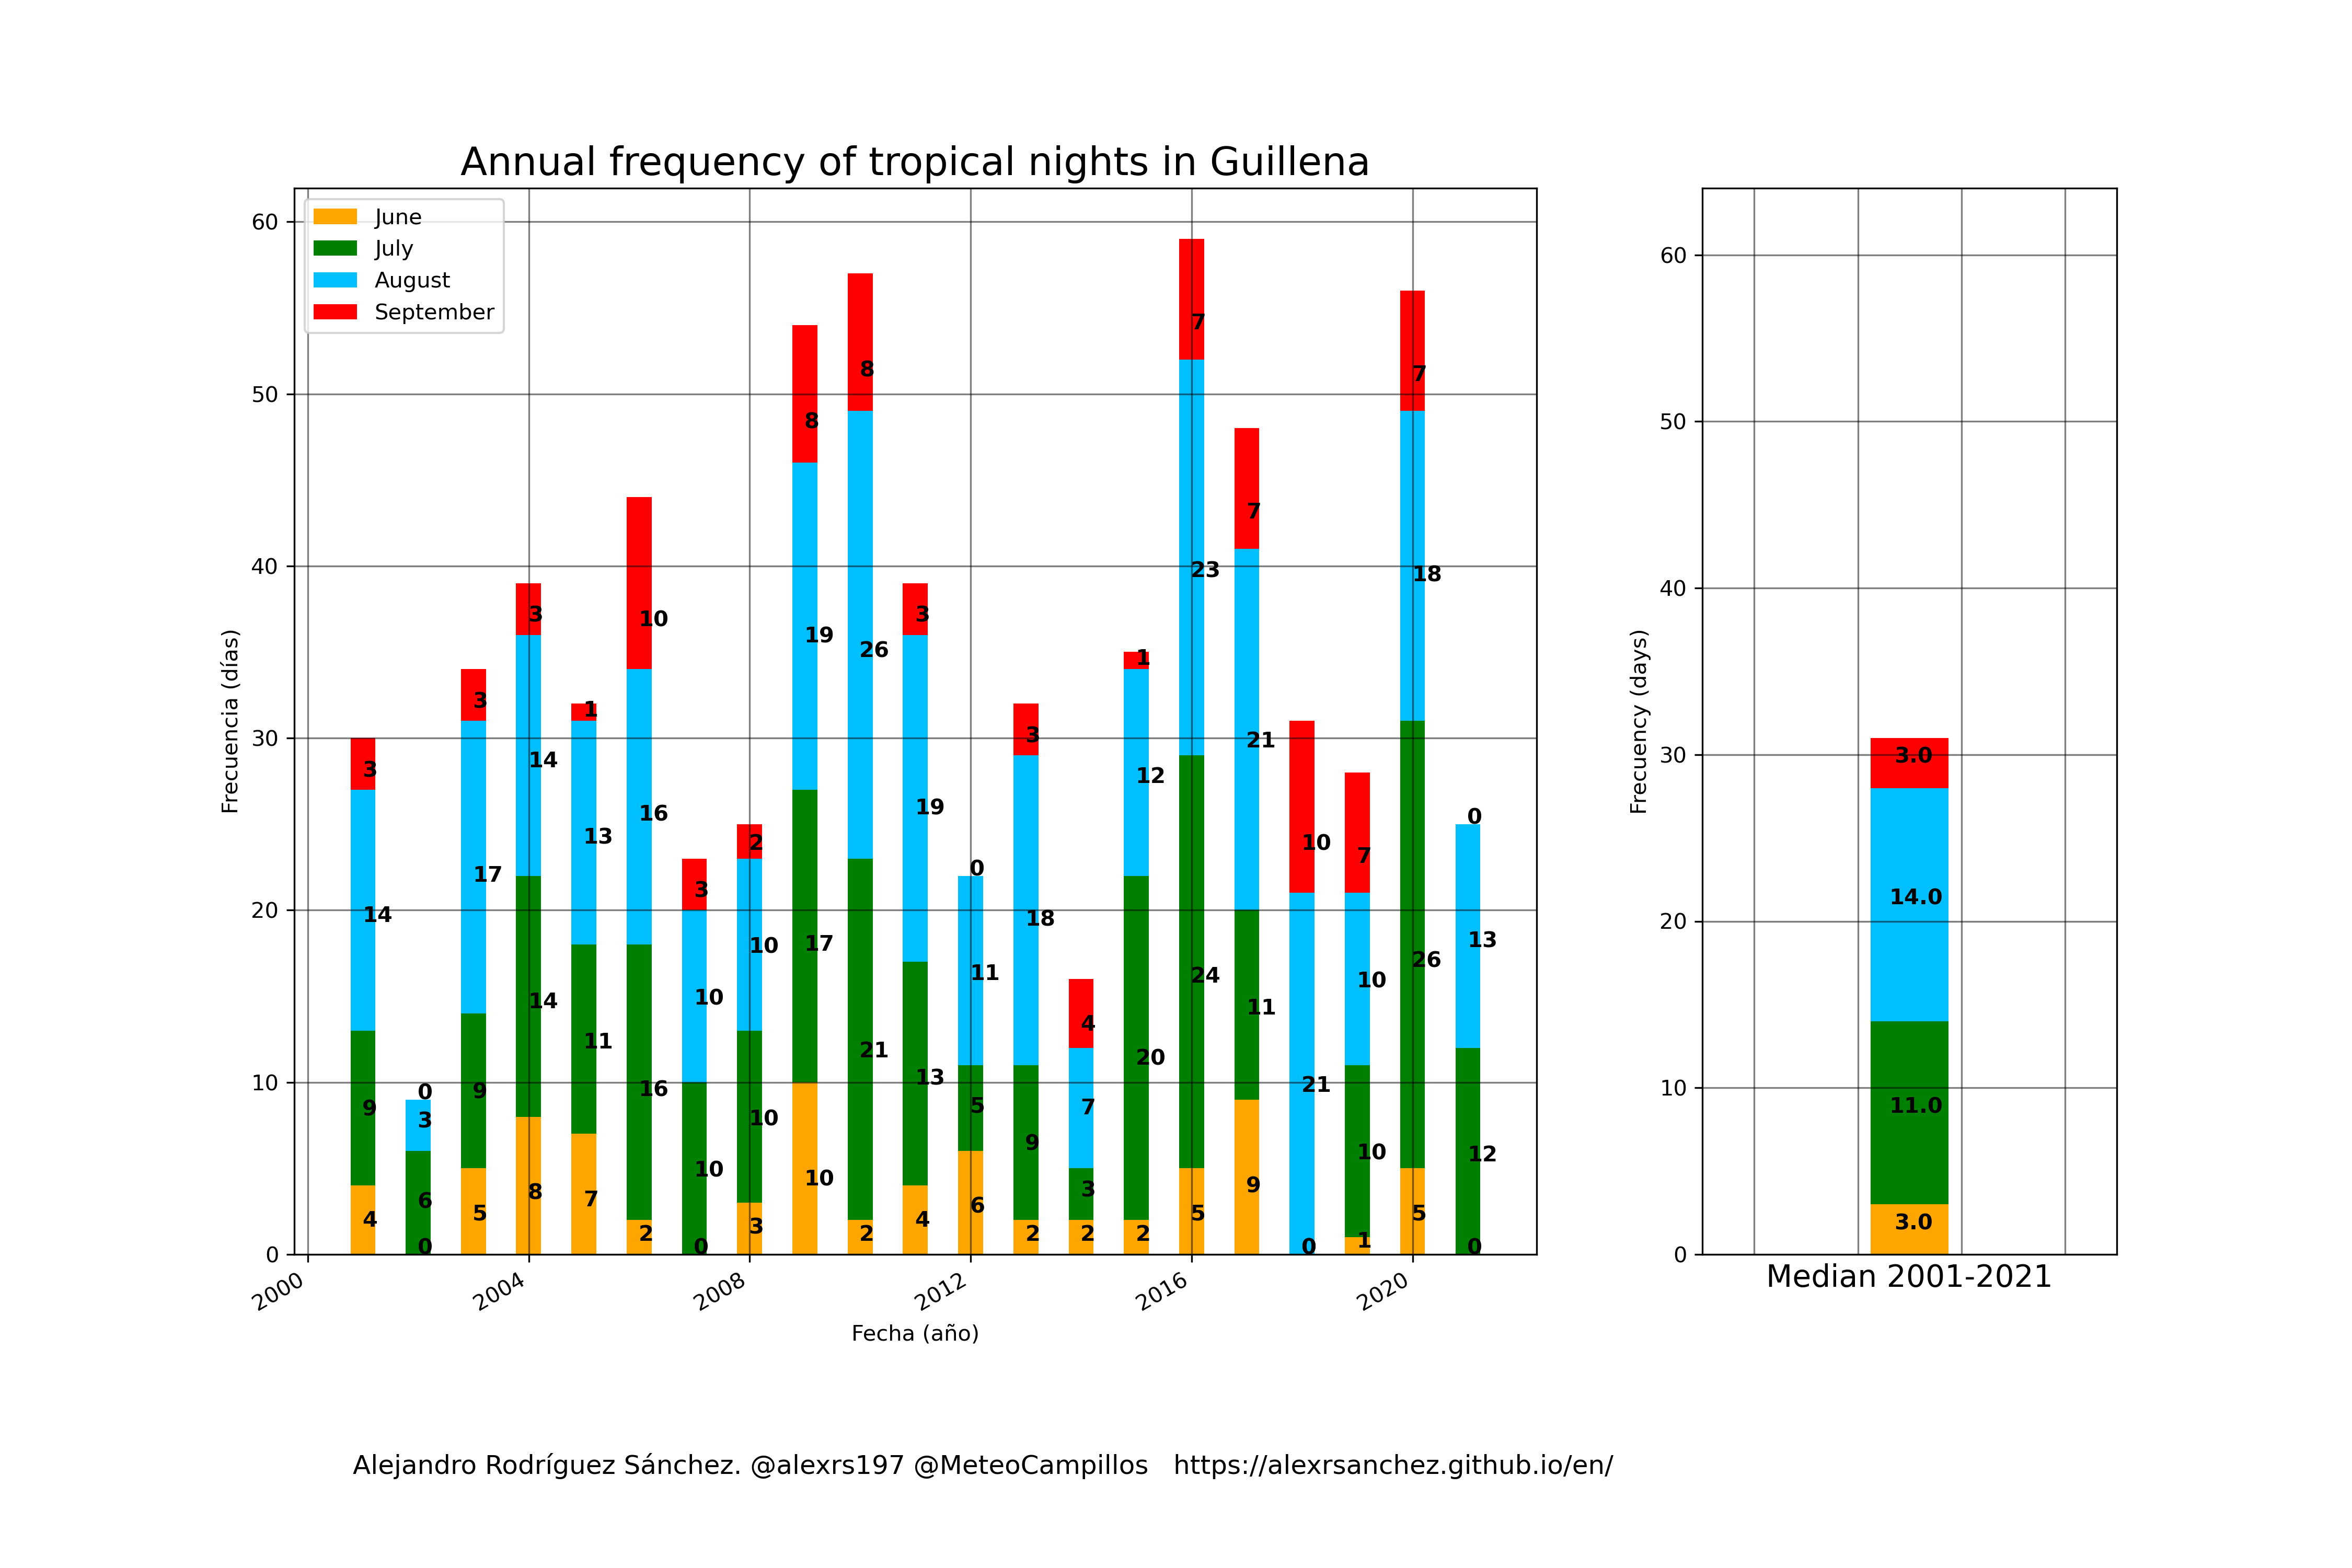 Annual frequency of tropical nights in Guillena
June
July
August
September
Frecuencia (días)
60
50
40
30
20
10
0
3 14 9 4
0 3 6 0
3 17 9 5
3 14 14 8
1 13 11 7
10 16 16 2
3 10 10 0
2 10 10 3
8 19 17 10
8 26 21 2
3 19 13 4
0 11 5 6
3 18 9 2
4 7 3 2
1 12 20 2
7 23 24 5
7 21 11 9
10 21 0
7 10 10 1
7 18 26 5
0 13 12 0
2000 2004 2008 2012 2016 2020
Fecha (año)
Frecuency (days)
60
50
40
30
20
10
0
3.0
14.0
11.0
3.0
Median 2001-2021
Alejandro Rodríguez Sánchez. @alexrs197 @MeteoCampillos https://alexrsanchez.github.io/en/